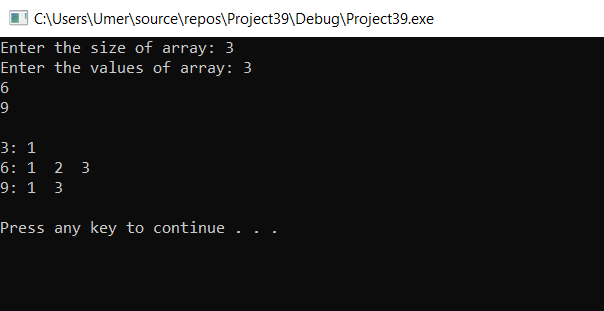 C:\Users\Umer\source\repos\Project39\Debug\Project39.exe
Enter the size of array: 3
Enter the values of array: 3
6
9
3: 1
6: 1  2  3
9: 1  3
Press any key to continue . . .